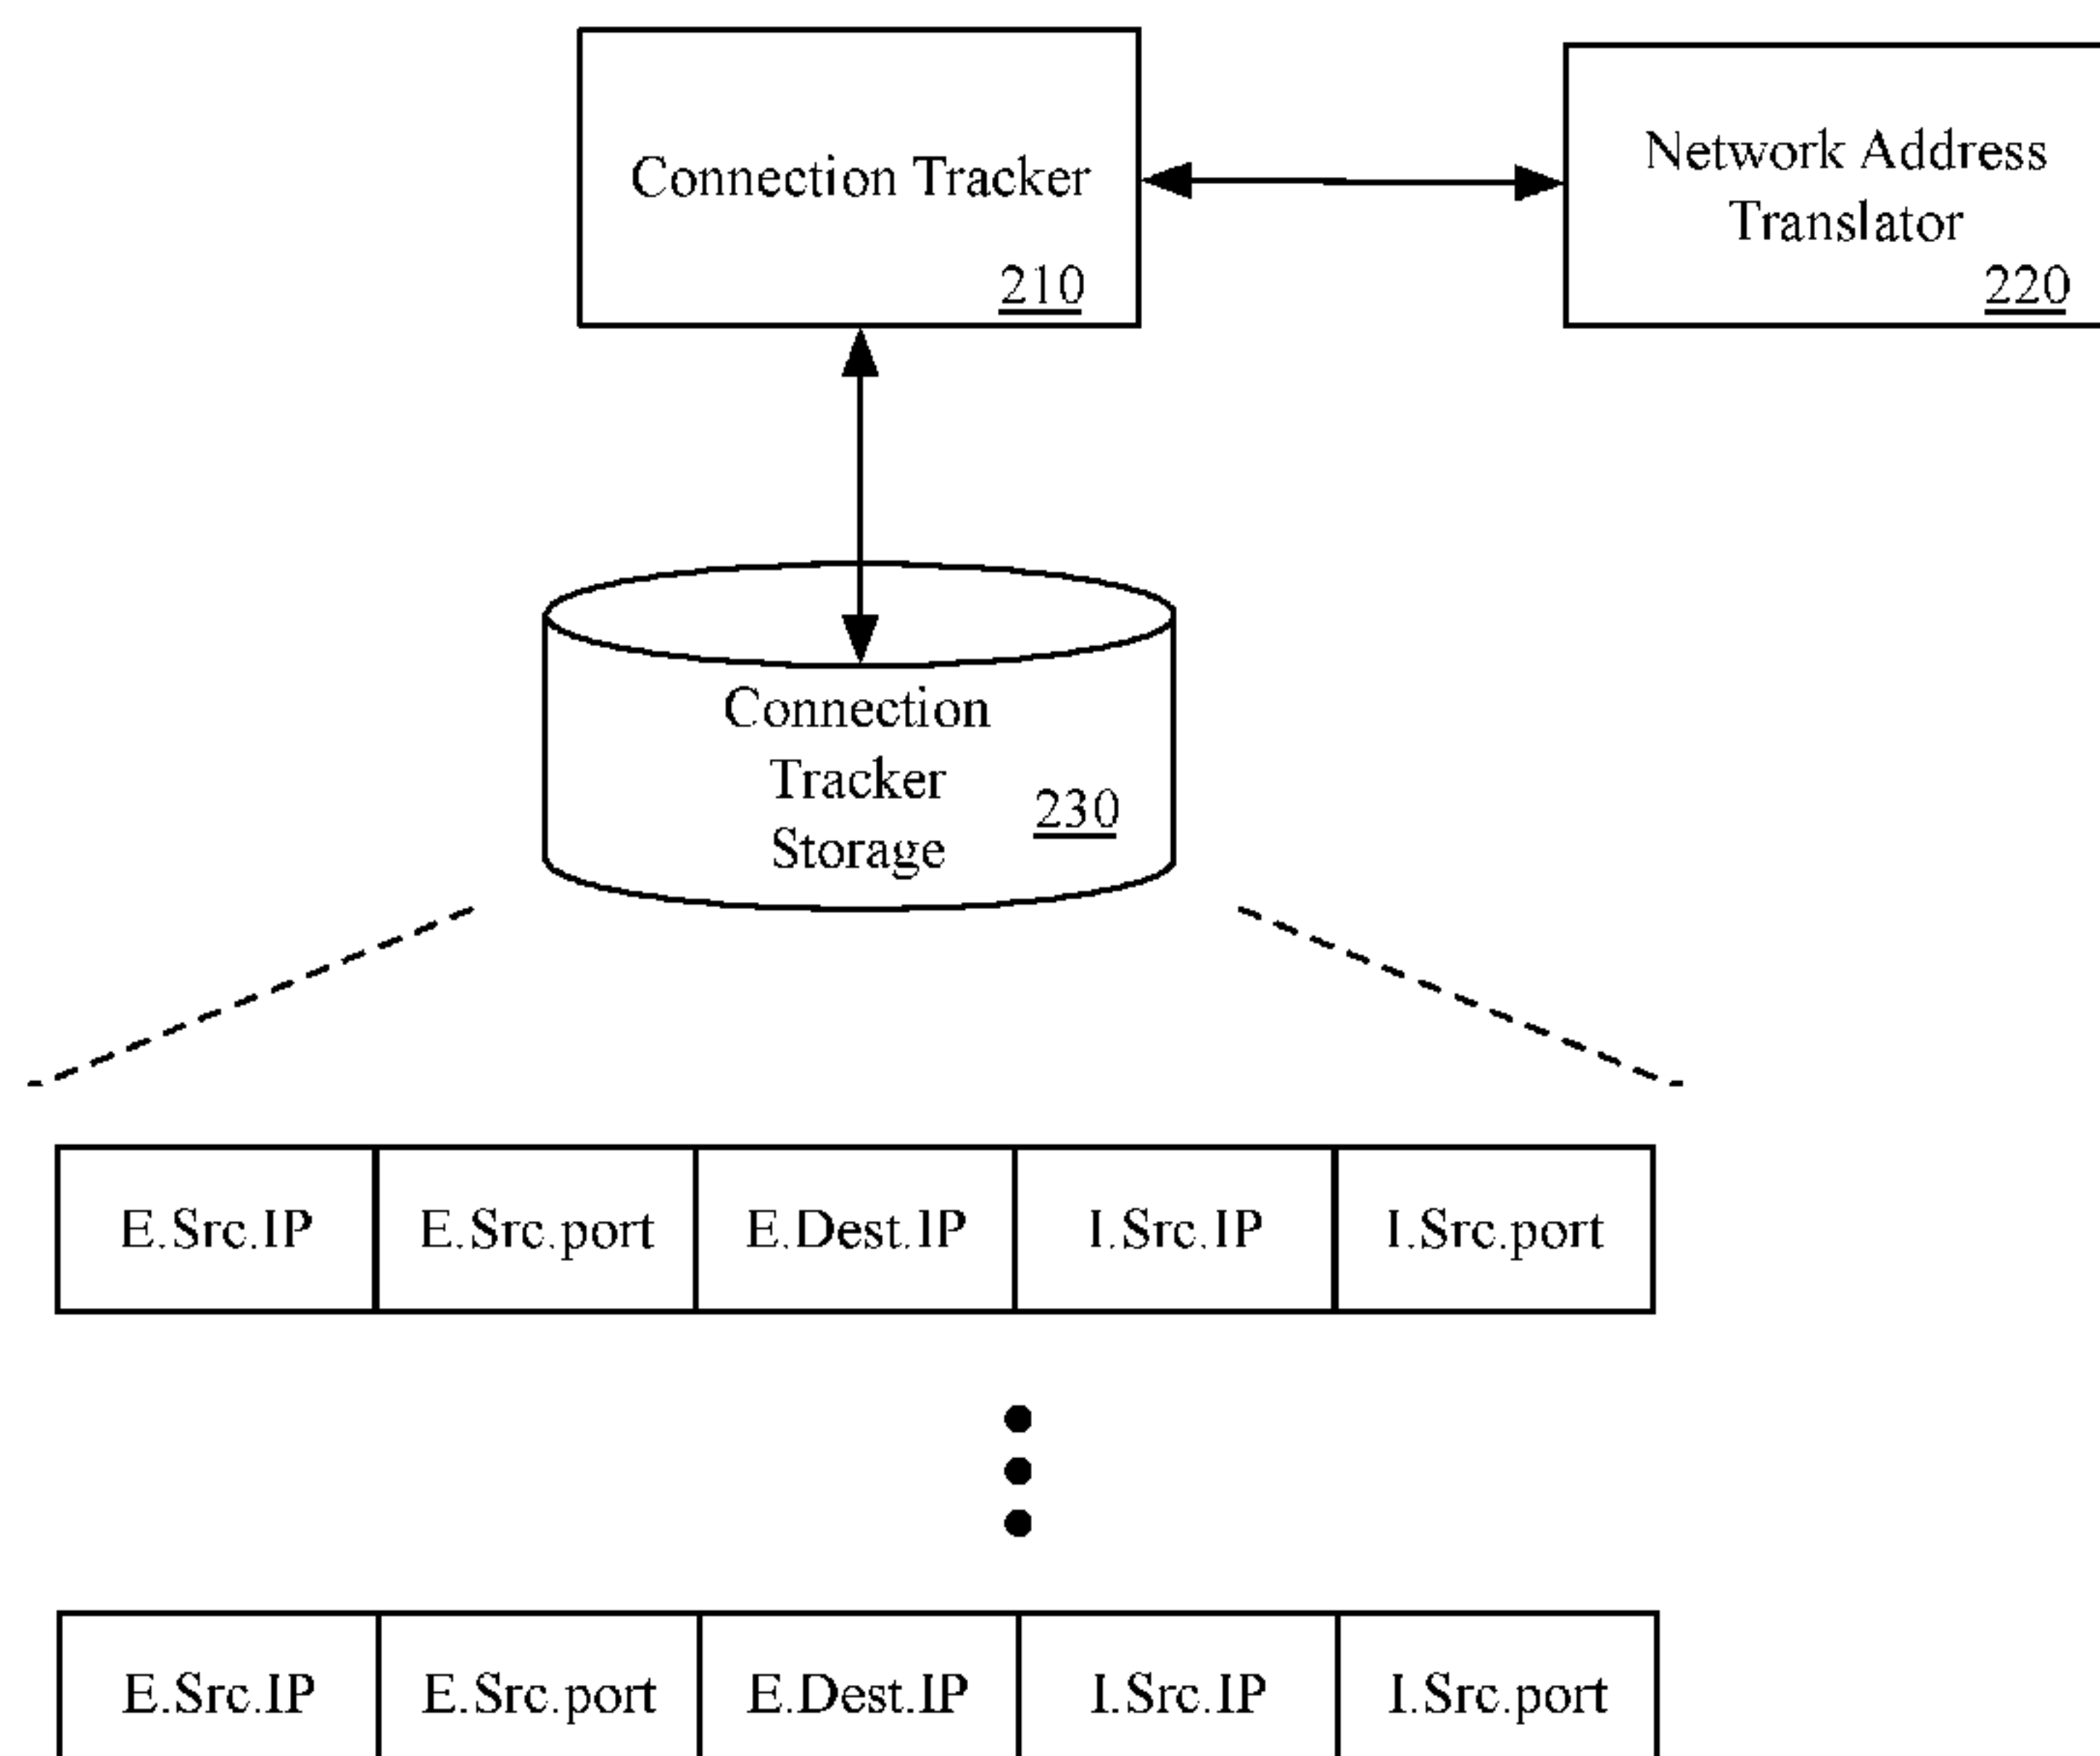 Connection Tracker
210
Network Address
Translator
220
Connection
Tracker
Storage
230
E.Src.IP E.Src.port E.Dest.IP I.Src.IP I.Src.port
E.Src.IP E.Src.port E.Dest.IP I.Src.IP I.Src.port